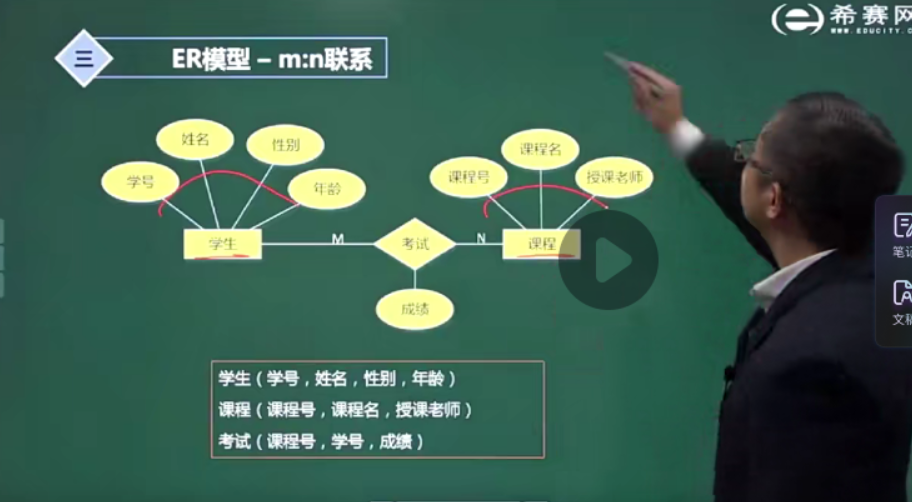 希赛网
WWW.EDUCITY.CN
三
ER模型 – m:n联系
姓名
性别
课程名
学号
年龄
课程号
授课老师
学生
M
考试
N
课程
成绩
笔记
学生（学号，姓名，性别，年龄）
课程（课程号，课程名，授课老师）
考试（课程号，学号，成绩）